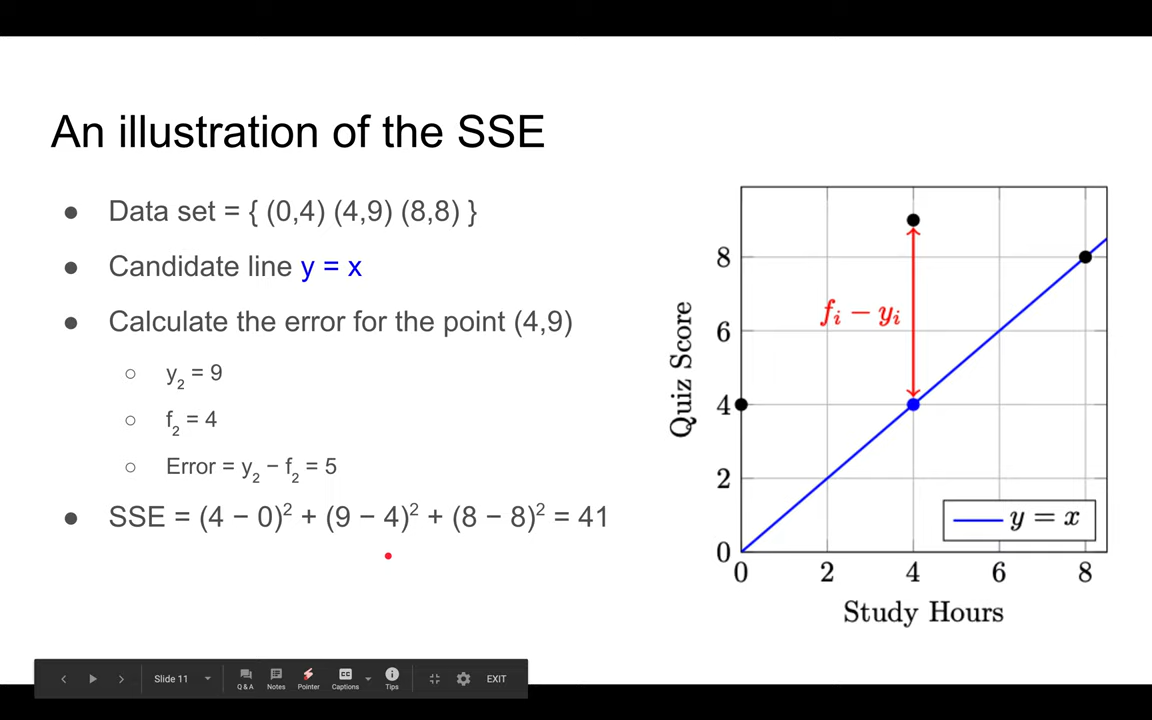 An illustration of the SSE
● Data set = { (0,4) (4,9) (8,8) }
● Candidate line y = x
● Calculate the error for the point (4,9)
○ y₂ = 9
○ f₂ = 4
○ Error = y₂ − f₂ = 5
● SSE = (4 − 0)² + (9 − 4)² + (8 − 8)² = 41
Quiz Score
8
6
4
2
0
fᵢ − yᵢ
y = x
0 2 4 6 8
Study Hours
Slide 11
Q & A Notes Pointer CC Captions Tips EXIT